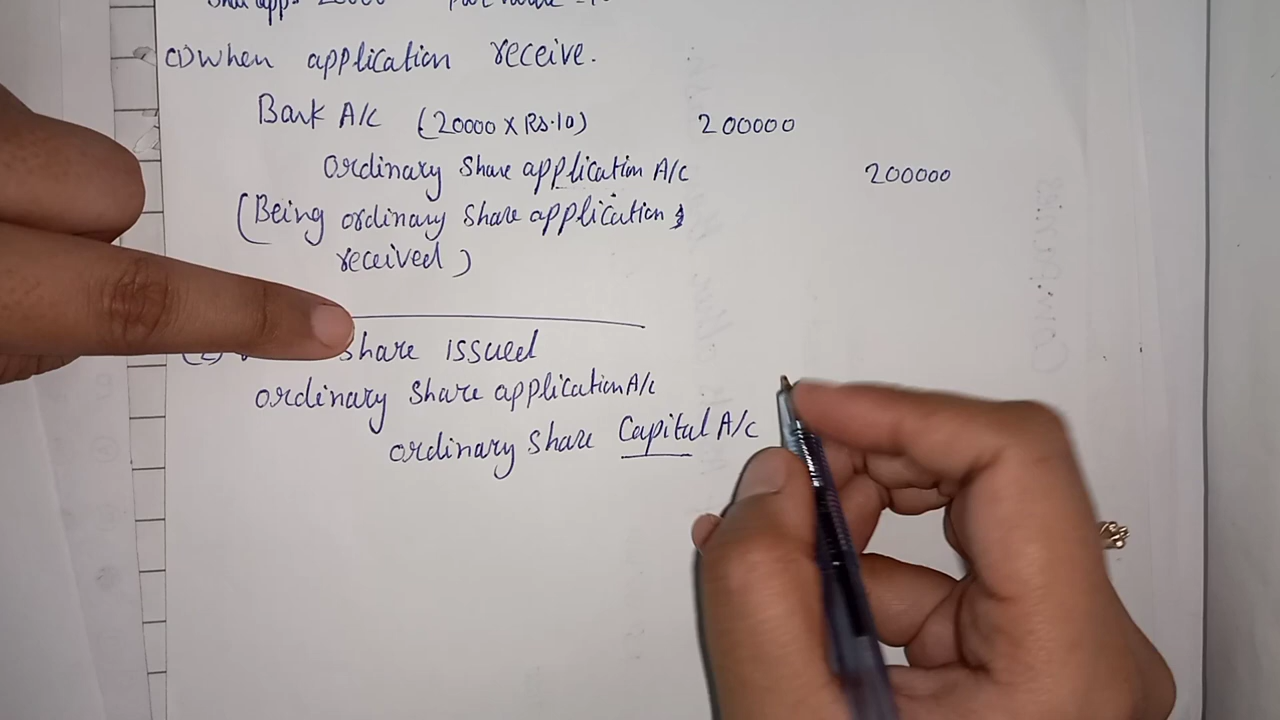 (1) When application receive.
Bank A/C (20000 X Rs.10) 200000
ordinary share application A/C 200000
(Being ordinary share application
received)
share issued
ordinary share application A/c
ordinary share Capital A/c